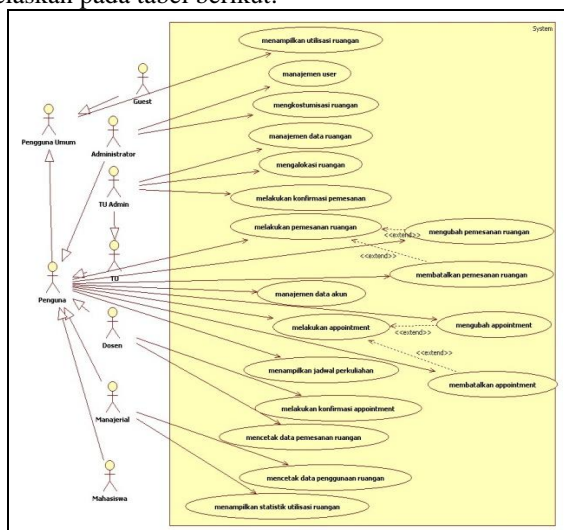 elaskan pada tabel berikut:
System
menampilkan utilisasi ruangan
manajemen user
Guest
mengkostumisasi ruangan
Pengguna Umum
Administrator
manajemen data ruangan
mengalokasi ruangan
TU Admin
melakukan konfirmasi pemesanan
melakukan pemesanan ruangan
<<extend>>
mengubah pemesanan ruangan
<<extend>>
TU
membatalkan pemesanan ruangan
Penguna
manajemen data akun
melakukan appointment
<<extend>>
mengubah appointment
Dosen
<<extend>>
menampilkan jadwal perkuliahan
membatalkan appointment
melakukan konfirmasi appointment
Manajerial
mencetak data pemesanan ruangan
mencetak data penggunaan ruangan
Mahasiswa
menampilkan statistik utilisasi ruangan